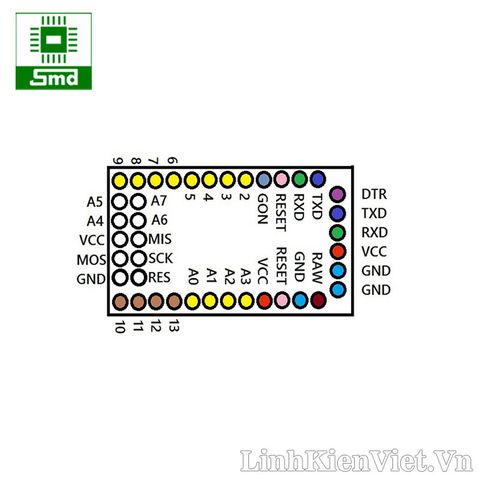 Smd
9 8 7 6
5 4 3 2 GON RESET RXD TXD
A5 A7 DTR
A4 A6 TXD
VCC MIS RXD
MOS SCK VCC
GND RES GND
GND
A0 A1 A2 A3 VCC RESET GND RAW
10 11 12 13
LinhKienViet.Vn